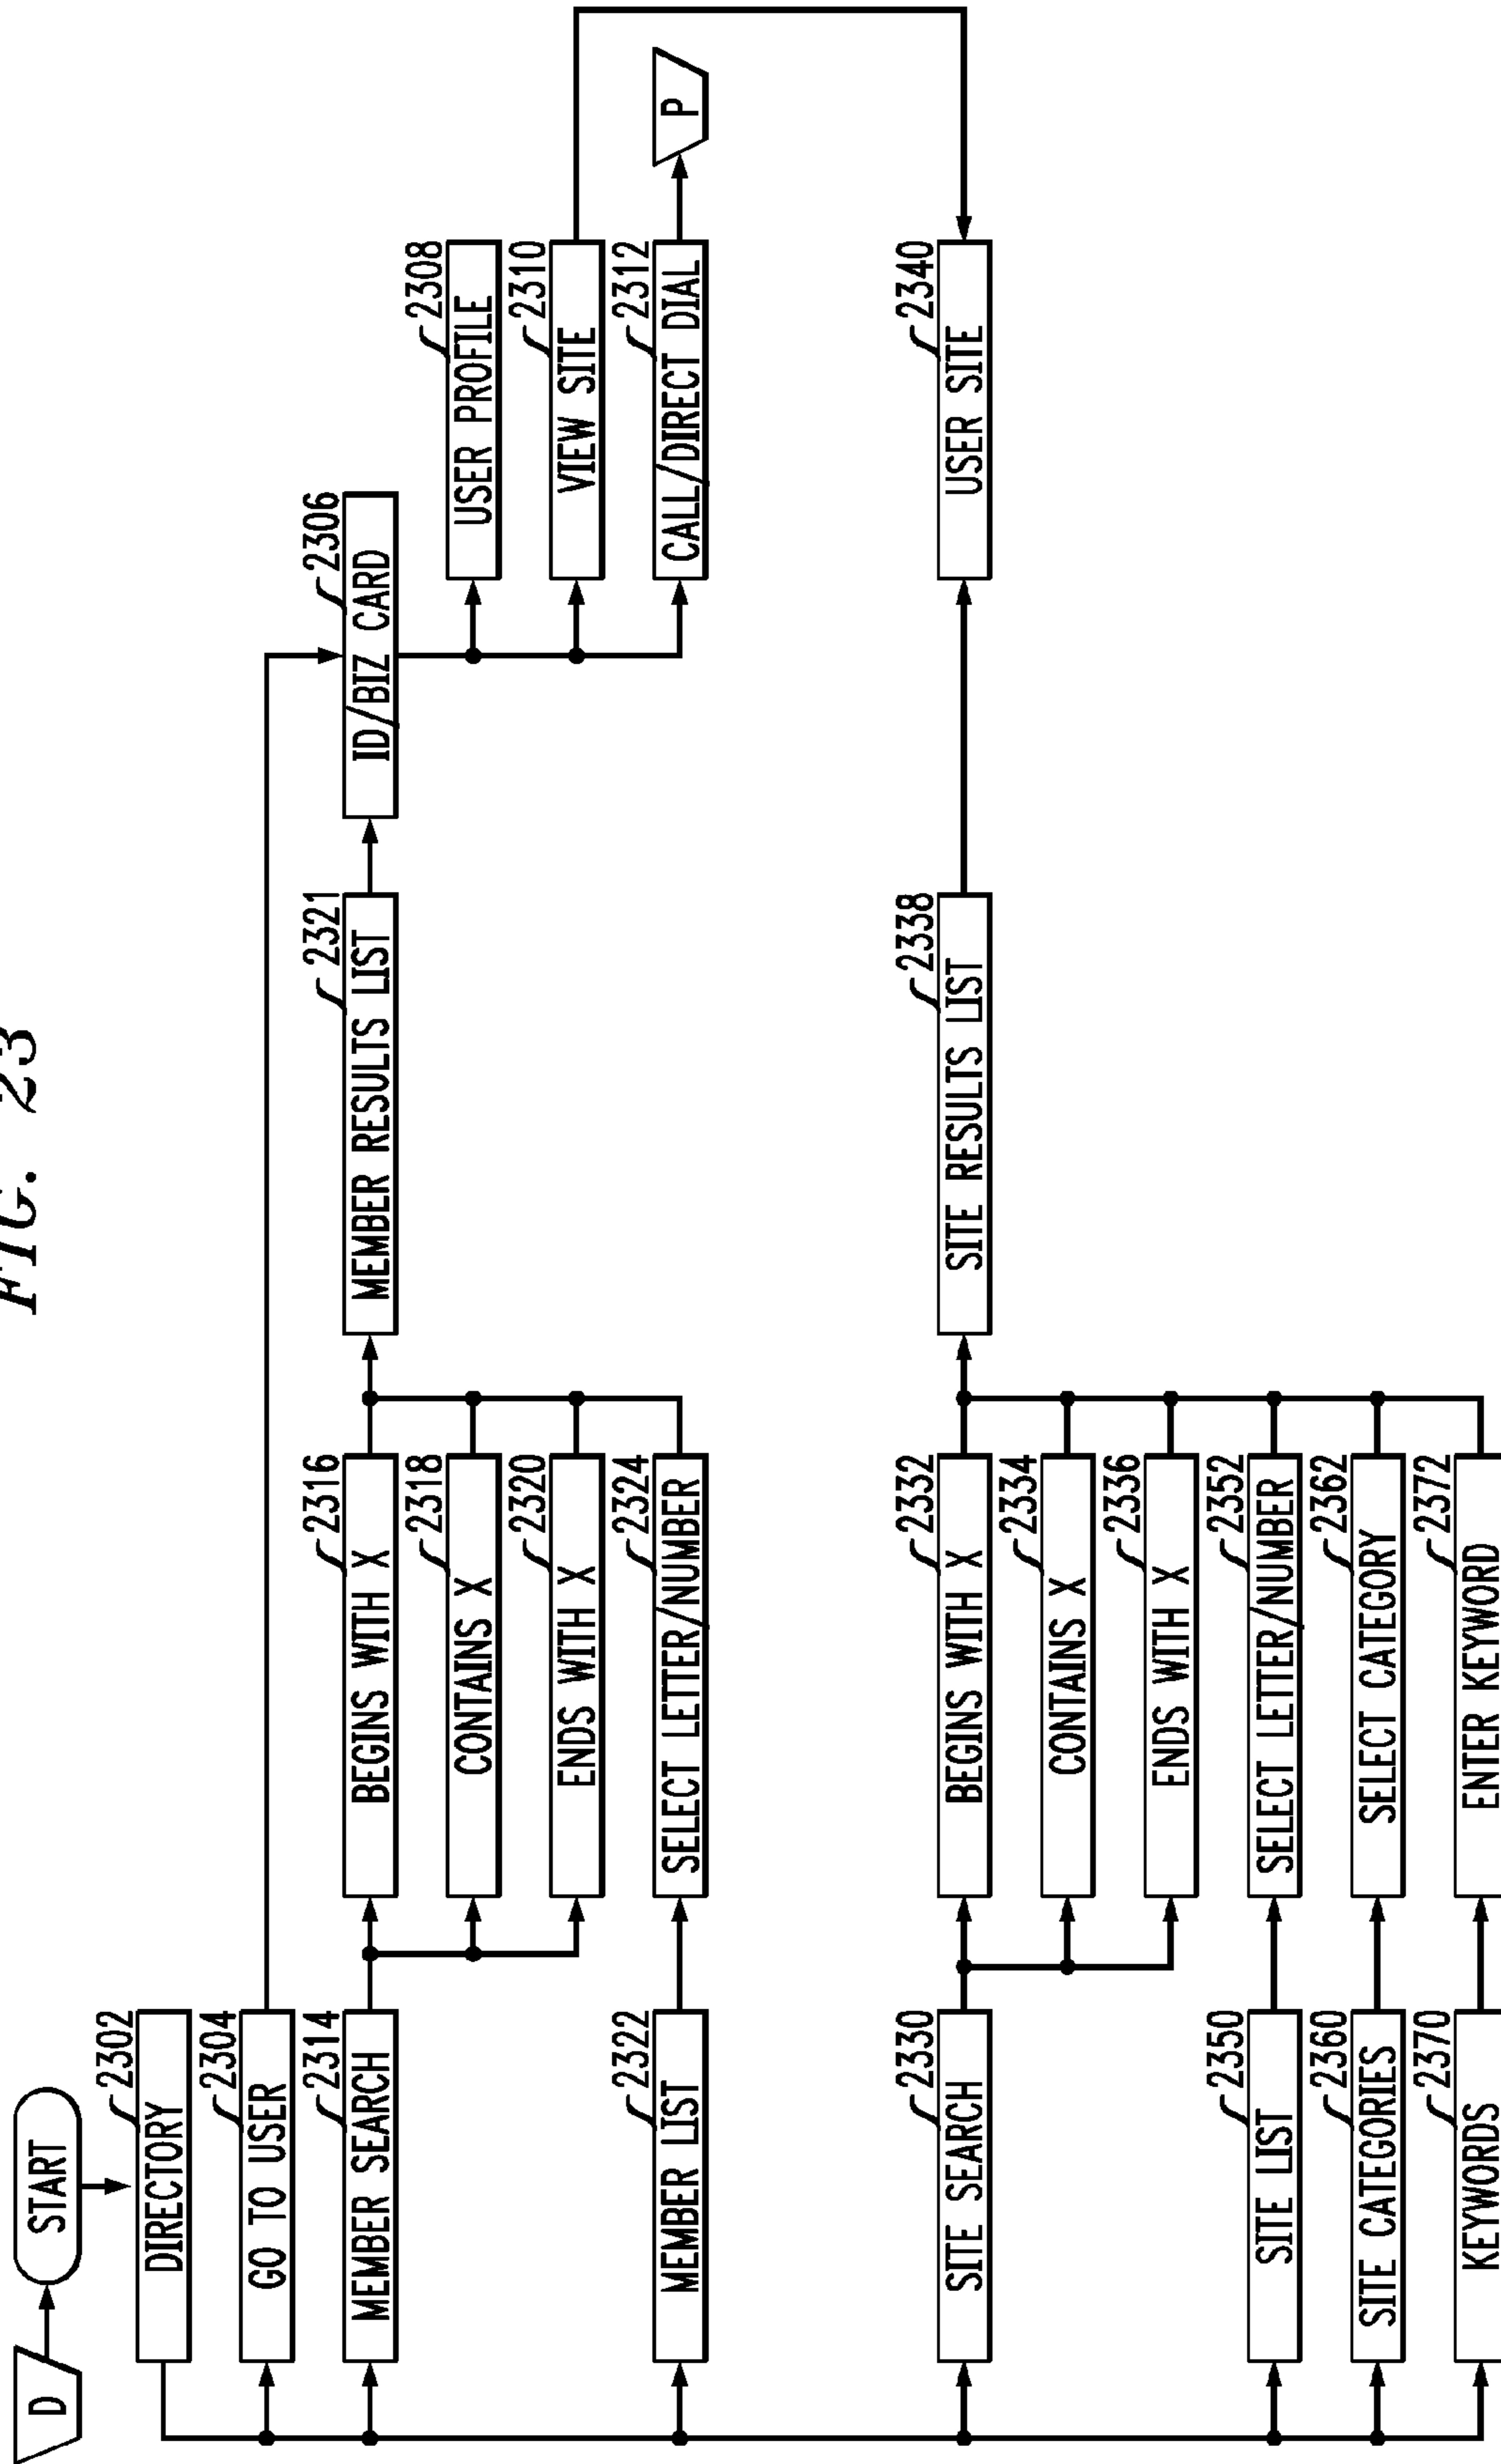 FIG. 23
D
START
2302
DIRECTORY
2304
GO TO USER
2314
MEMBER SEARCH
2322
MEMBER LIST
2330
SITE SEARCH
2350
SITE LIST
2360
SITE CATEGORIES
2370
KEYWORDS
2316
BEGINS WITH X
2318
CONTAINS X
2320
ENDS WITH X
2324
SELECT LETTER/NUMBER
2332
BEGINS WITH X
2334
CONTAINS X
2336
ENDS WITH X
2352
SELECT LETTER/NUMBER
2362
SELECT CATEGORY
2372
ENTER KEYWORD
2321
MEMBER RESULTS LIST
2338
SITE RESULTS LIST
2306
ID/BIZ CARD
2308
USER PROFILE
2310
VIEW SITE
2312
CALL/DIRECT DIAL
P
2340
USER SITE